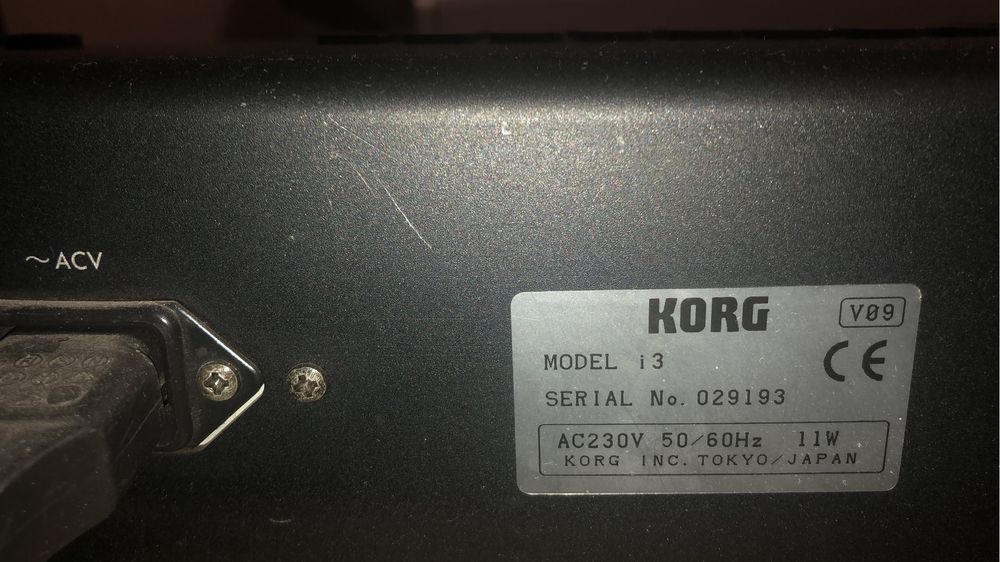 ~ACV
KORG
V09
MODEL i3
CE
SERIAL No. 029193
AC230V 50/60Hz 11W
KORG INC. TOKYO/JAPAN